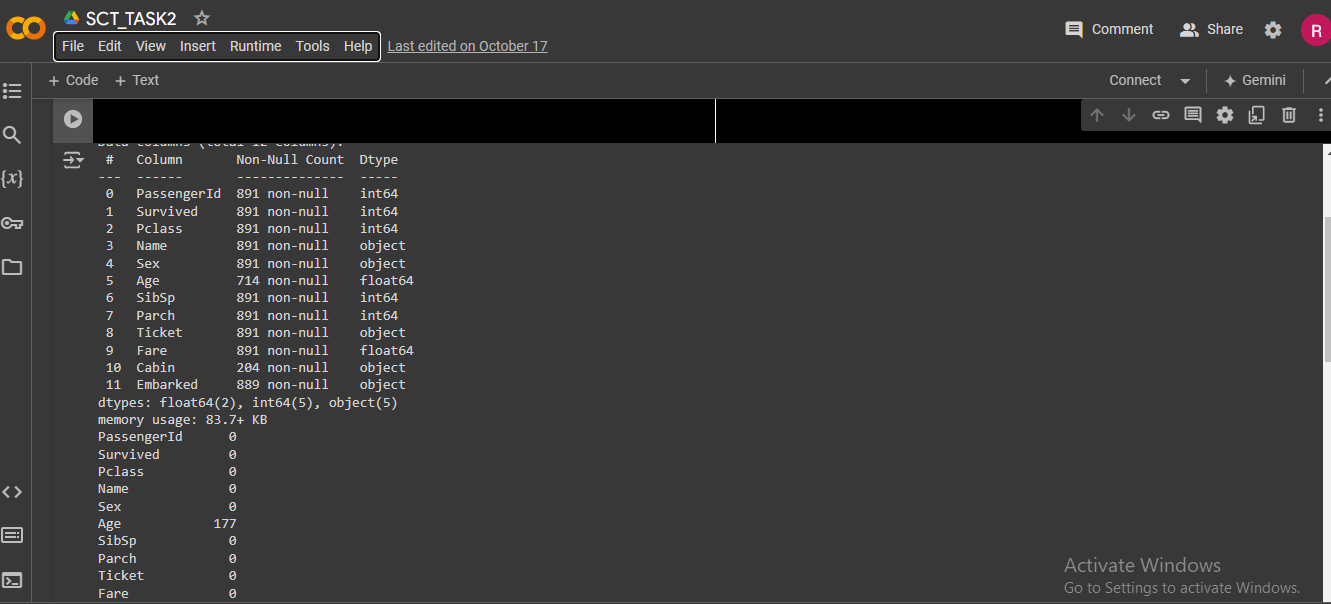 CO SCT_TASK2
File Edit View Insert Runtime Tools Help Last edited on October 17
Comment Share R
+ Code + Text
Connect Gemini
{x}
Data columns (total 12 columns):
# Column Non-Null Count Dtype
--- ------ -------------- -----
0 PassengerId 891 non-null int64
1 Survived 891 non-null int64
2 Pclass 891 non-null int64
3 Name 891 non-null object
4 Sex 891 non-null object
5 Age 714 non-null float64
6 SibSp 891 non-null int64
7 Parch 891 non-null int64
8 Ticket 891 non-null object
9 Fare 891 non-null float64
10 Cabin 204 non-null object
11 Embarked 889 non-null object
dtypes: float64(2), int64(5), object(5)
memory usage: 83.7+ KB
PassengerId 0
Survived 0
Pclass 0
Name 0
Sex 0
Age 177
SibSp 0
Parch 0
Ticket 0
Fare 0
Activate Windows
Go to Settings to activate Windows.